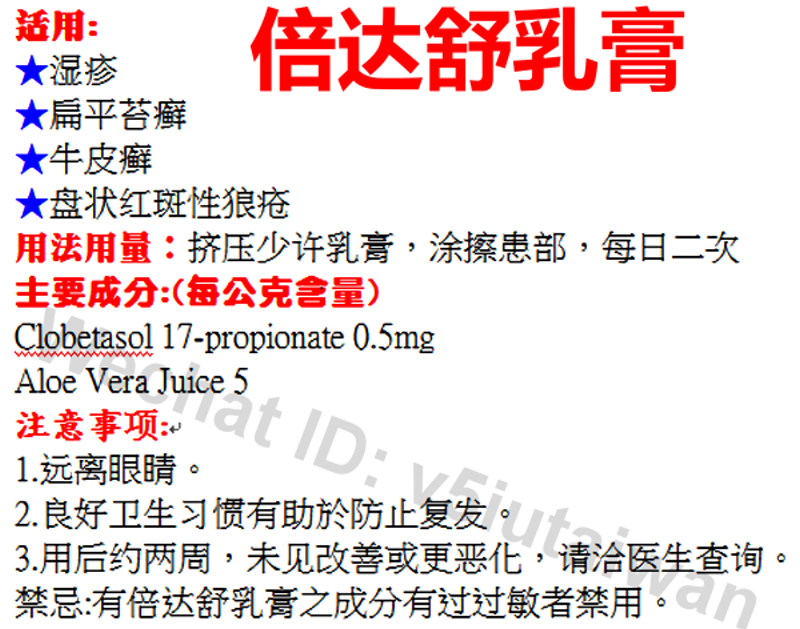 倍达舒乳膏
适用:
★湿疹
★扁平苔癣
★牛皮癣
★盘状红斑性狼疮
用法用量：挤压少许乳膏，涂擦患部，每日二次
主要成分:(每公克含量)
Clobetasol 17-propionate 0.5mg
Aloe Vera Juice 5
注意事项:↵
1.远离眼睛。
2.良好卫生习惯有助於防止复发。
3.用后约两周，未见改善或更恶化，请洽医生查询。
禁忌:有倍达舒乳膏之成分有过过敏者禁用。
Wechat ID: v5iutaiwan